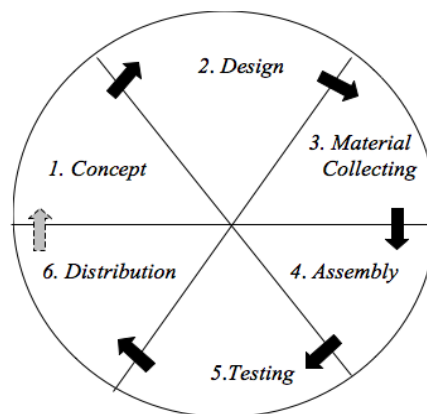 1. Concept
2. Design
3. Material
Collecting
4. Assembly
5.Testing
6. Distribution